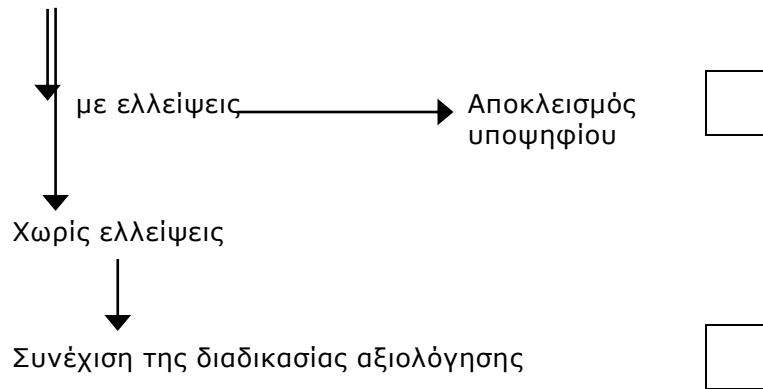 με ελλείψεις
Αποκλεισμός
υποψηφίου
Χωρίς ελλείψεις
Συνέχιση της διαδικασίας αξιολόγησης